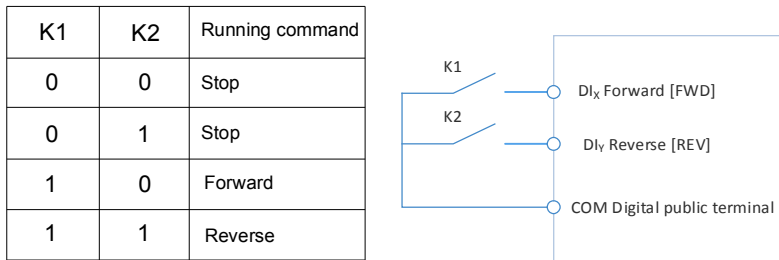 K1 K2 Running command
0 0 Stop
0 1 Stop
1 0 Forward
1 1 Reverse
K1
DIX Forward [FWD]
K2
DIY Reverse [REV]
COM Digital public terminal